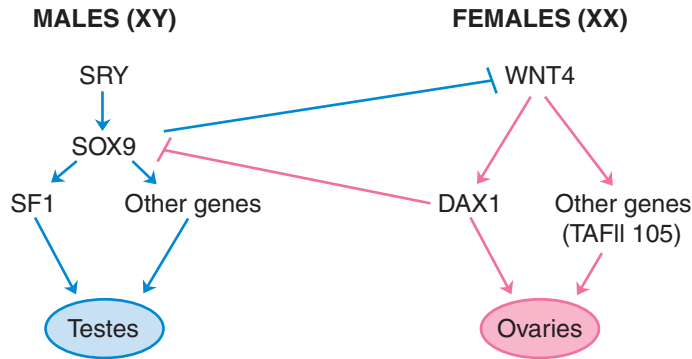 MALES (XY)
FEMALES (XX)
SRY
WNT4
SOX9
SF1
Other genes
DAX1
Other genes
(TAFII 105)
Testes
Ovaries